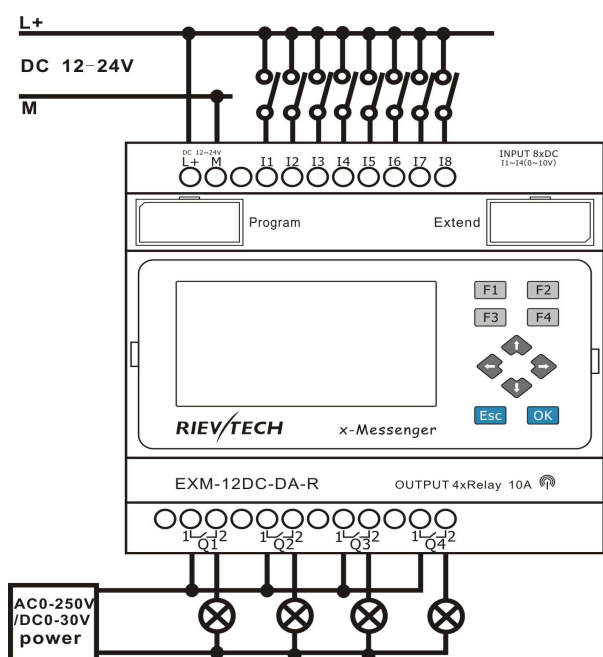 L+
DC 12-24V
M
DC 12~24V
L+ M I1 I2 I3 I4 I5 I6 I7 I8
INPUT 8xDC
I1~I4(0~10V)
Program
Extend
F1 F2
F3 F4
Esc OK
RIEVTECH
x-Messenger
EXM-12DC-DA-R
OUTPUT 4xRelay 10A
1 2 1 2 1 2 1 2
Q1 Q2 Q3 Q4
AC0-250V
/DC0-30V
power